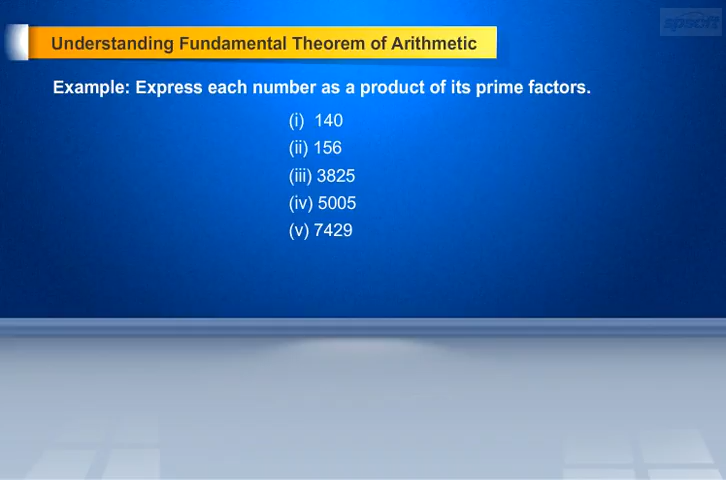 spsoft
Understanding Fundamental Theorem of Arithmetic
Example: Express each number as a product of its prime factors.
(i) 140
(ii) 156
(iii) 3825
(iv) 5005
(v) 7429